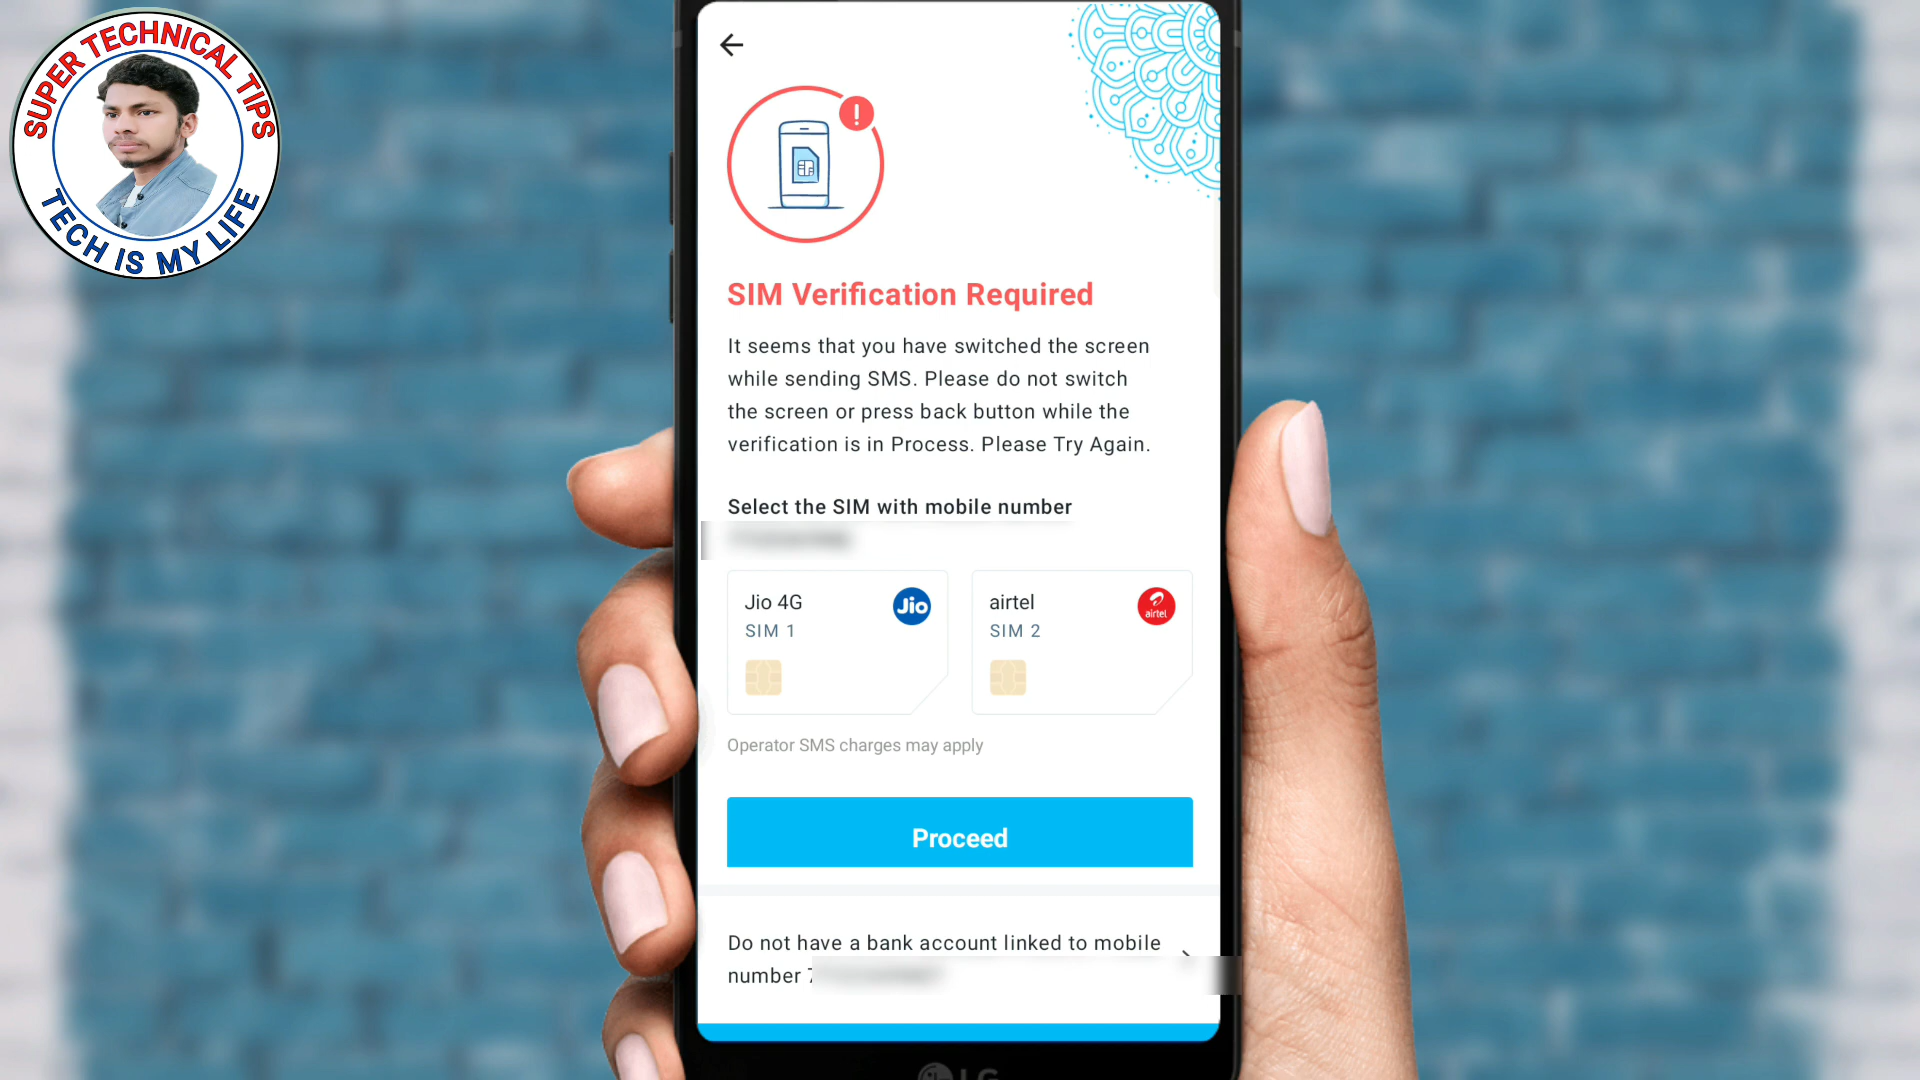 SUPER TECHNICAL TIPS
TECH IS MY LIFE
!
SIM Verification Required
It seems that you have switched the screen
while sending SMS. Please do not switch
the screen or press back button while the
verification is in Process. Please Try Again.
Select the SIM with mobile number
Jio 4G
Jio
SIM 1
airtel
airtel
SIM 2
Operator SMS charges may apply
Proceed
Do not have a bank account linked to mobile
number 7
LG